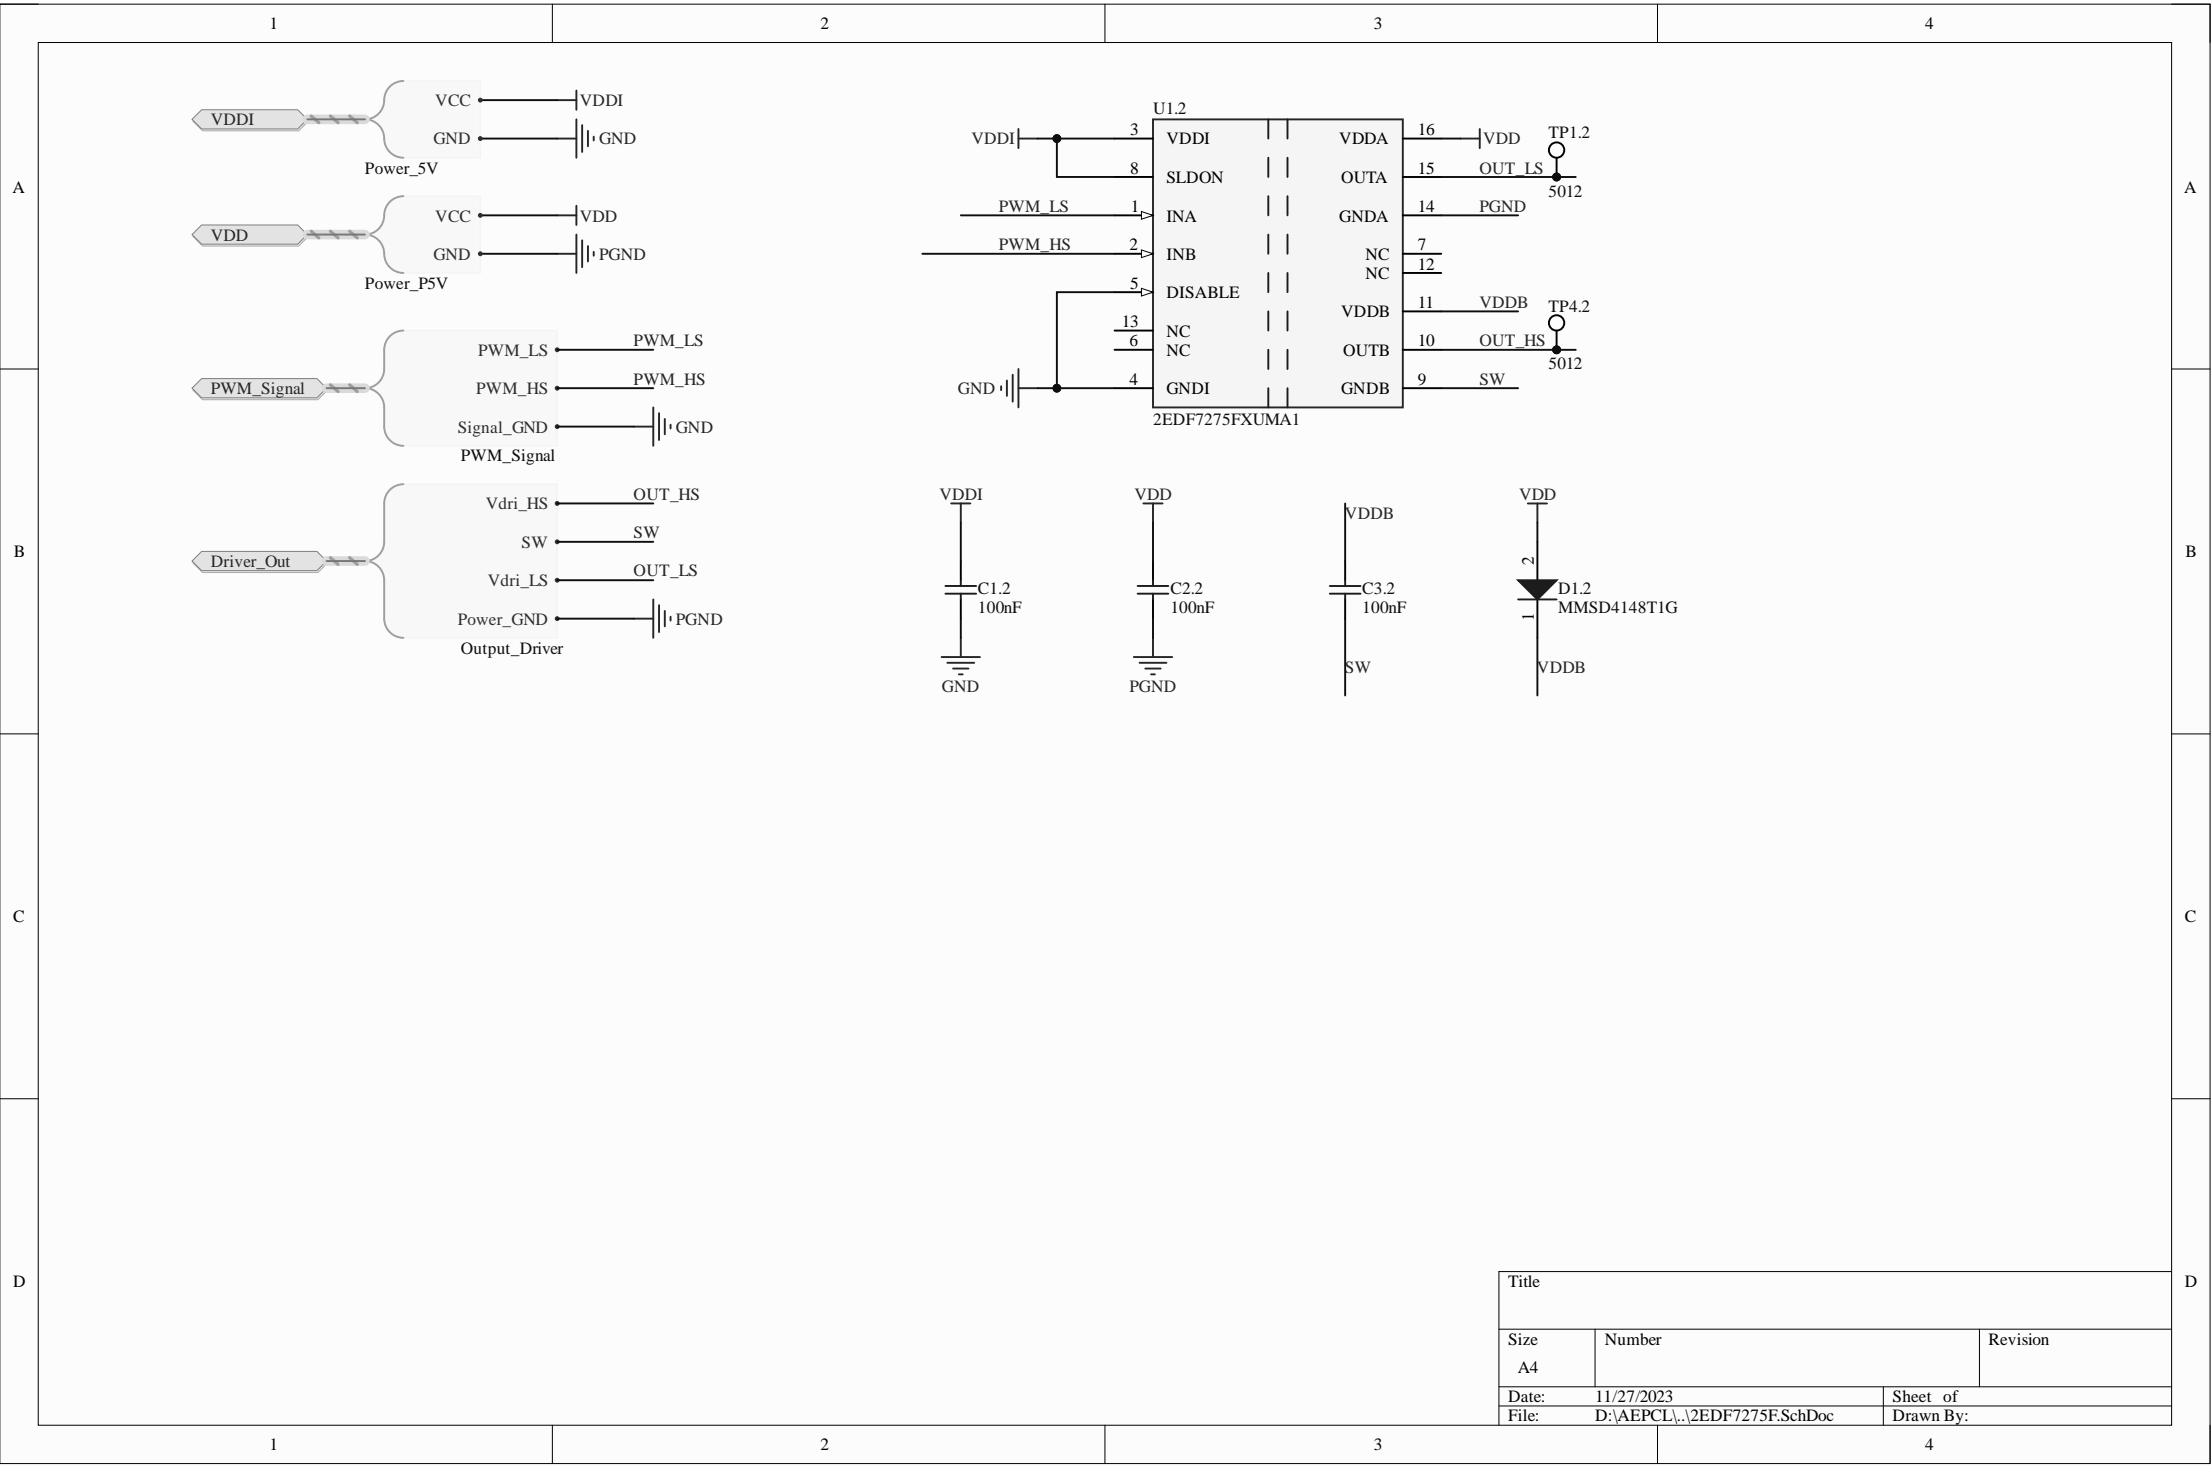 1 2 3 4
A
B
C
D
VDDI
VCC
VDDI
GND
GND
Power_5V
VDD
VCC
VDD
GND
PGND
Power_P5V
PWM_Signal
PWM_LS
PWM_LS
PWM_HS
PWM_HS
Signal_GND
GND
PWM_Signal
Driver_Out
Vdri_HS
OUT_HS
SW
SW
Vdri_LS
OUT_LS
Power_GND
PGND
Output_Driver
U1.2
VDDI 3 VDDI
8 SLDON
PWM_LS 1 INA
PWM_HS 2 INB
5 DISABLE
13 NC
6 NC
GND 4 GNDI
VDDA 16 VDD
OUTA 15 OUT_LS
GNDA 14 PGND
NC 7
NC 12
VDDB 11 VDDB
OUTB 10 OUT_HS
GNDB 9 SW
2EDF7275FXUMA1
TP1.2
5012
TP4.2
5012
VDDI
C1.2
100nF
GND
VDD
C2.2
100nF
PGND
VDDB
C3.2
100nF
SW
VDD
2
D1.2
MMSD4148T1G
1
VDDB
A
B
C
D
Title
Size Number Revision
A4
Date: 11/27/2023 Sheet of
File: D:\AEPCL\..\2EDF7275F.SchDoc Drawn By:
1 2 3 4